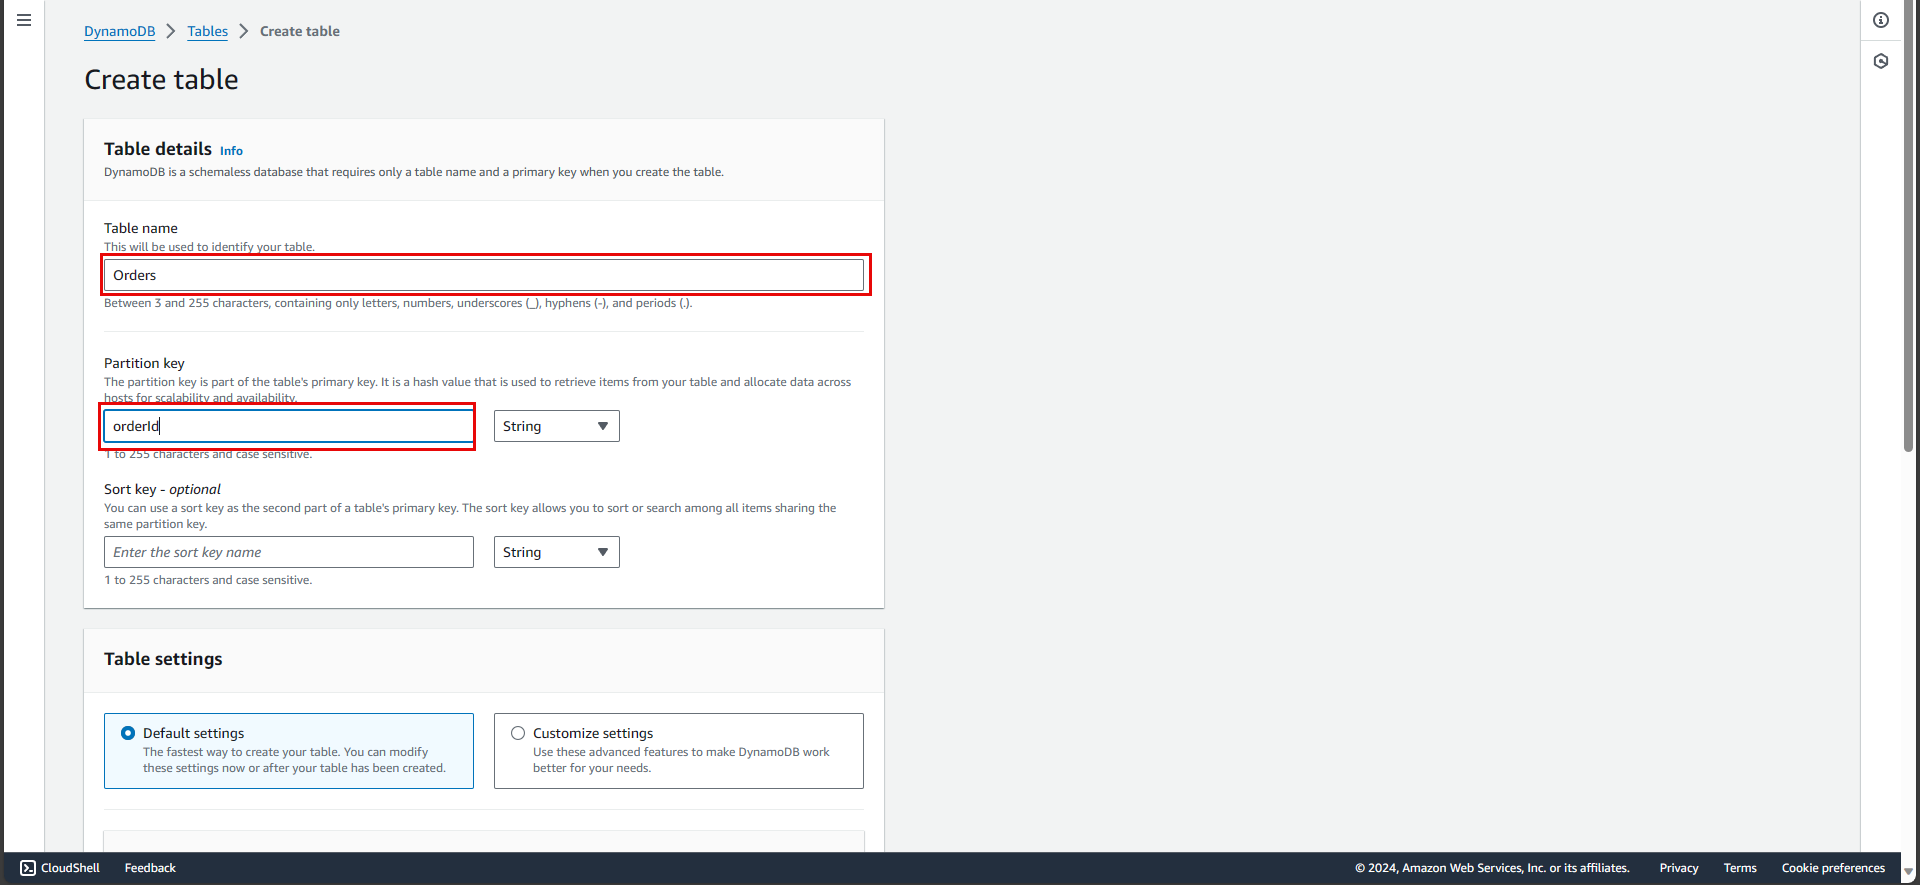 DynamoDB > Tables > Create table
Create table
Table details Info
DynamoDB is a schemaless database that requires only a table name and a primary key when you create the table.
Table name
This will be used to identify your table.
Orders
Between 3 and 255 characters, containing only letters, numbers, underscores (_), hyphens (-), and periods (.).
Partition key
The partition key is part of the table's primary key. It is a hash value that is used to retrieve items from your table and allocate data across
hosts for scalability and availability.
orderId
String
1 to 255 characters and case sensitive.
Sort key - optional
You can use a sort key as the second part of a table's primary key. The sort key allows you to sort or search among all items sharing the
same partition key.
Enter the sort key name
String
1 to 255 characters and case sensitive.
Table settings
Default settings
The fastest way to create your table. You can modify
these settings now or after your table has been created.
Customize settings
Use these advanced features to make DynamoDB work
better for your needs.
CloudShell Feedback © 2024, Amazon Web Services, Inc. or its affiliates. Privacy Terms Cookie preferences